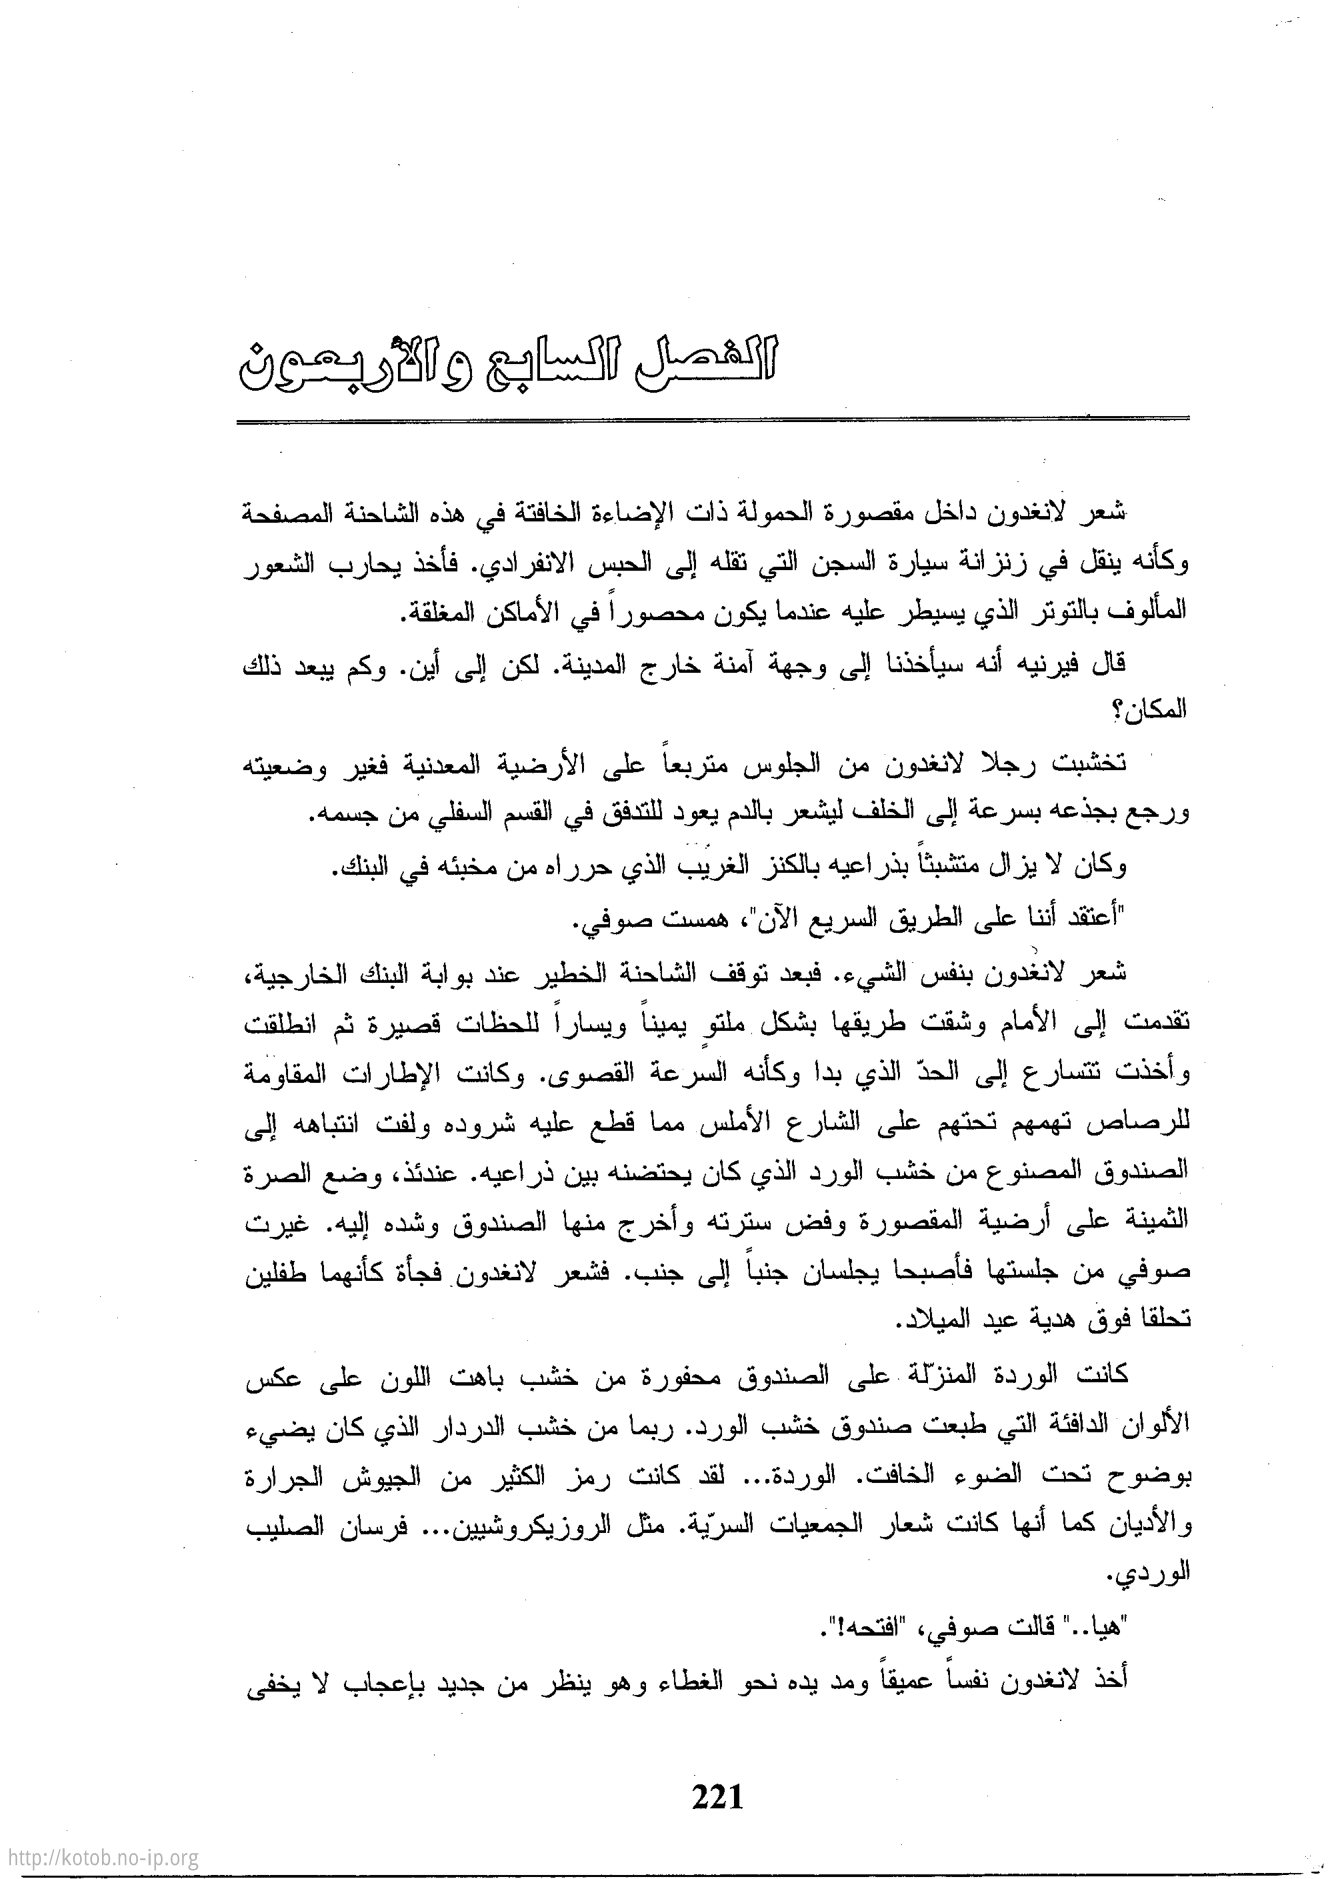 الفصل السابع والأربعون
شعر لانغدون داخل مقصورة الحمولة ذات الإضاءة الخافتة في هذه الشاحنة المصفحة
وكأنه ينقل في زنزانة سيارة السجن التي تقله إلى الحبس الانفرادي. فأخذ يحارب الشعور
المألوف بالتوتر الذي يسيطر عليه عندما يكون محصوراً في الأماكن المغلقة.
قال فيرنيه أنه سيأخذنا إلى وجهة آمنة خارج المدينة. لكن إلى أين. وكم يبعد ذلك
المكان؟
تخشبت رجلا لانغدون من الجلوس متربعاً على الأرضية المعدنية فغير وضعيته
ورجع بجذعه بسرعة إلى الخلف ليشعر بالدم يعود للتدفق في القسم السفلي من جسمه.
وكان لا يزال متشبثاً بذراعيه بالكنز الغريب الذي حرراه من مخبئه في البنك.
"أعتقد أننا على الطريق السريع الآن"، همست صوفي.
شعر لانغدون بنفس الشيء. فبعد توقف الشاحنة الخطير عند بوابة البنك الخارجية،
تقدمت إلى الأمام وشقت طريقها بشكل ملتوٍ يميناً ويساراً للحظات قصيرة ثم انطلقت
وأخذت تتسارع إلى الحدّ الذي بدا وكأنه السرعة القصوى. وكانت الإطارات المقاومة
للرصاص تهمهم تحتهم على الشارع الأملس مما قطع عليه شروده ولفت انتباهه إلى
الصندوق المصنوع من خشب الورد الذي كان يحتضنه بين ذراعيه. عندئذ، وضع الصرة
الثمينة على أرضية المقصورة وفض سترته وأخرج منها الصندوق وشده إليه. غيرت
صوفي من جلستها فأصبحا يجلسان جنباً إلى جنب. فشعر لانغدون فجأة كأنهما طفلين
تحلقا فوق هدية عيد الميلاد.
كانت الوردة المنزّلة على الصندوق محفورة من خشب باهت اللون على عكس
الألوان الدافئة التي طبعت صندوق خشب الورد. ربما من خشب الدردار الذي كان يضيء
بوضوح تحت الضوء الخافت. الوردة... لقد كانت رمز الكثير من الجيوش الجرارة
والأديان كما أنها كانت شعار الجمعيات السريّة. مثل الروزيكروشيين... فرسان الصليب
الوردي.
"هيا.." قالت صوفي، "افتحه!".
أخذ لانغدون نفساً عميقاً ومد يده نحو الغطاء وهو ينظر من جديد بإعجاب لا يخفى
221
http://kotob.no-ip.org